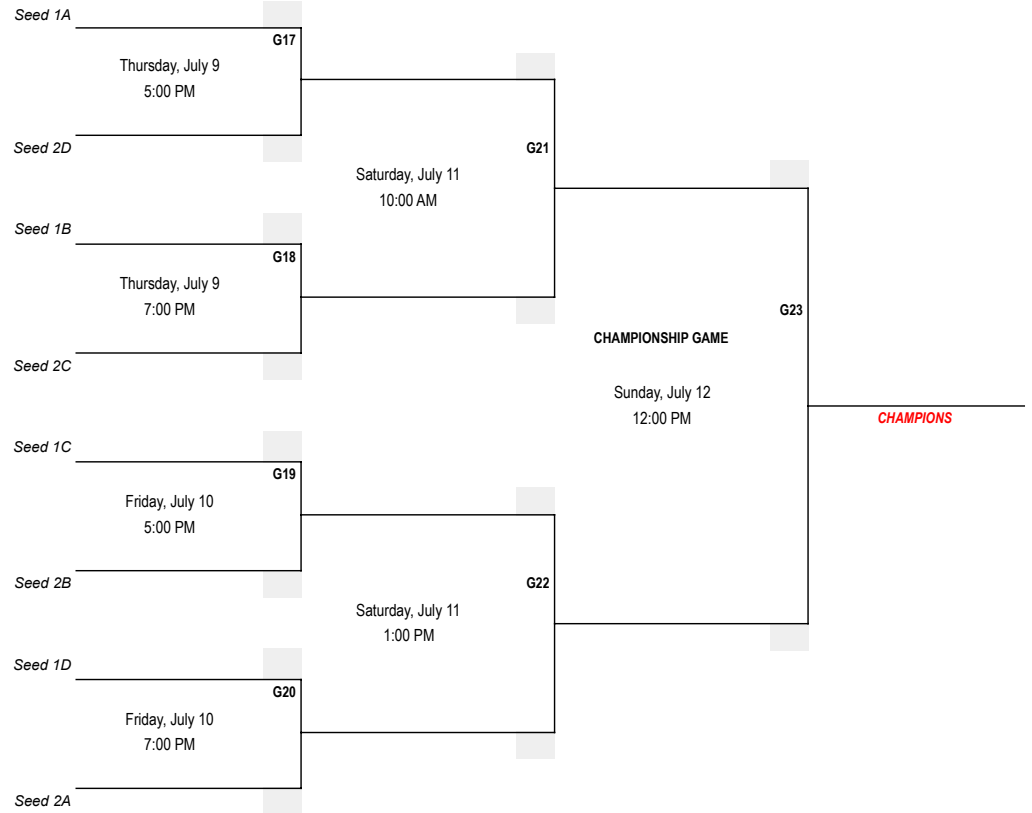 Seed 1A
G17
Thursday, July 9
5:00 PM
Seed 2D
G21
Saturday, July 11
10:00 AM
Seed 1B
G18
Thursday, July 9
7:00 PM
Seed 2C
G23
CHAMPIONSHIP GAME
Sunday, July 12
12:00 PM
CHAMPIONS
Seed 1C
G19
Friday, July 10
5:00 PM
Seed 2B
G22
Saturday, July 11
1:00 PM
Seed 1D
G20
Friday, July 10
7:00 PM
Seed 2A